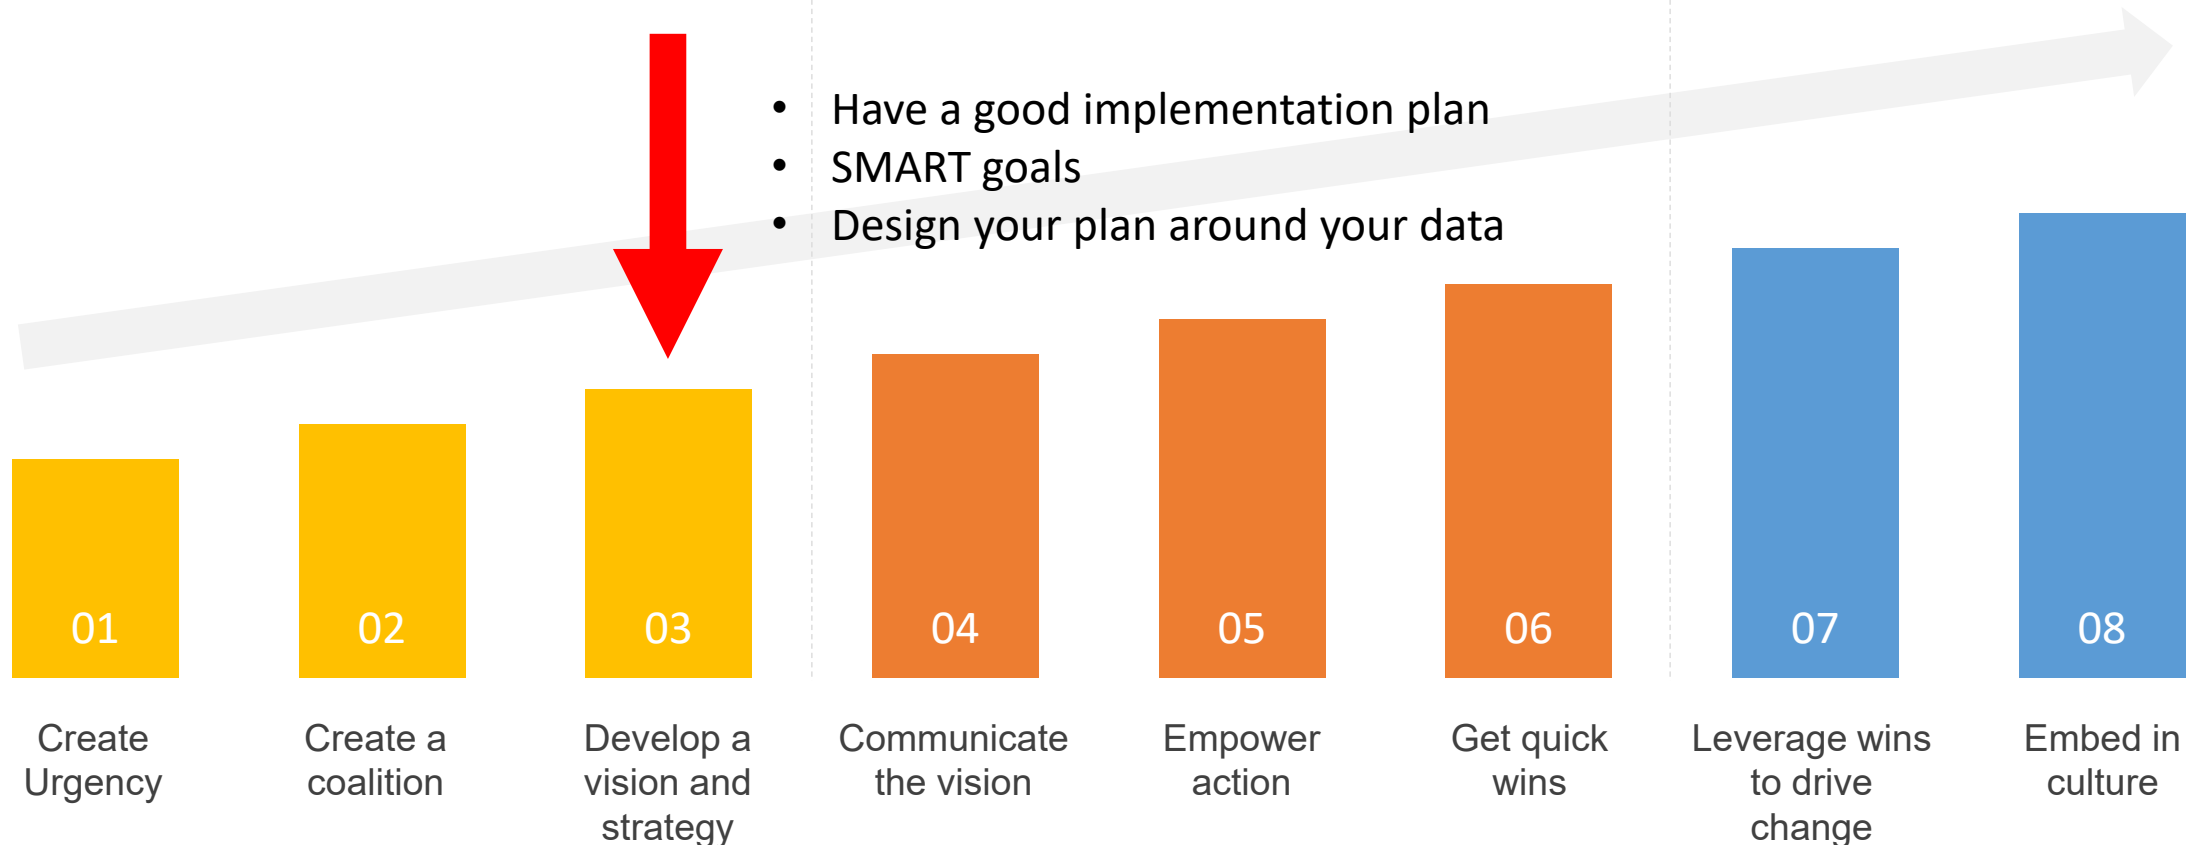 • Have a good implementation plan
• SMART goals
• Design your plan around your data
01
02
03
04
05
06
07
08
Create
Urgency
Create a
coalition
Develop a
vision and
strategy
Communicate
the vision
Empower
action
Get quick
wins
Leverage wins
to drive
change
Embed in
culture